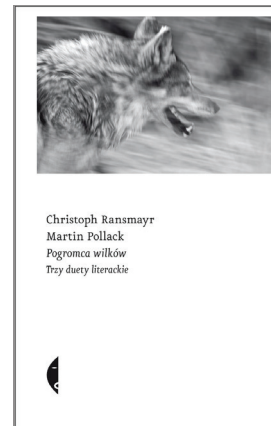 Christoph Ransmayr
Martin Pollack
Pogromca wilków
Trzy duety literackie